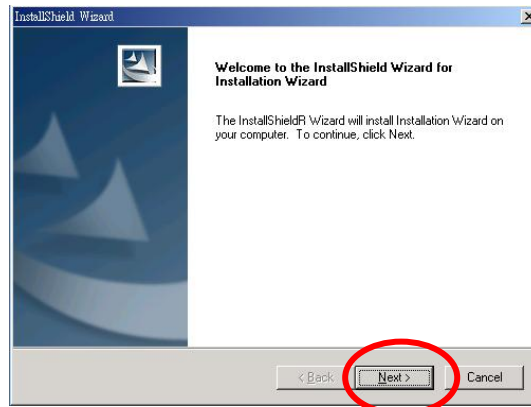 InstallShield Wizard
Welcome to the InstallShield Wizard for
Installation Wizard
The InstallShieldR Wizard will install Installation Wizard on
your computer. To continue, click Next.
< Back
Next >
Cancel